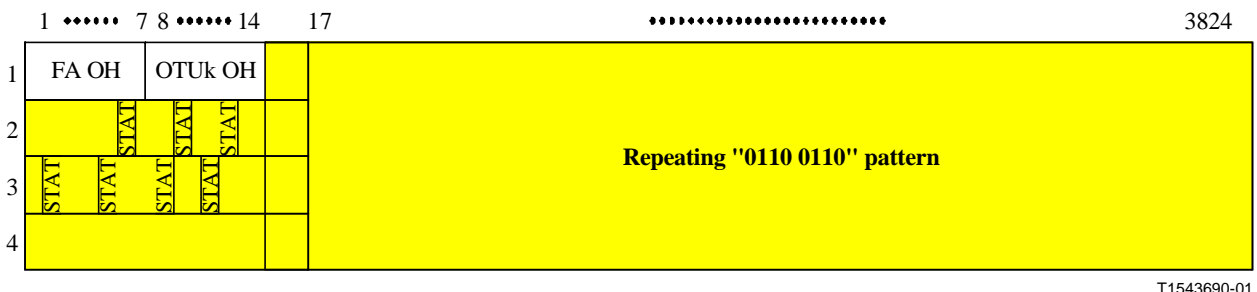 1 •••••• 7 8 •••••• 14 17 •••••••••••••••••••••••• 3824
1 FA OH OTUk OH
2 STAT STAT STAT
Repeating "0110 0110" pattern
3 STAT STAT STAT STAT
4
T1543690-01